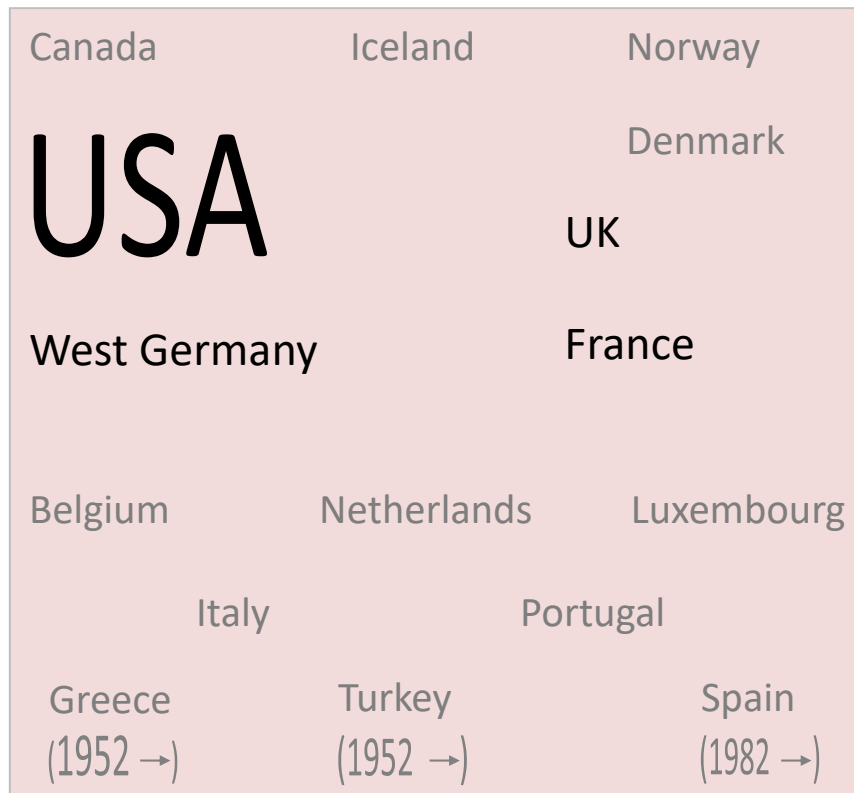 Canada Iceland Norway
Denmark
USA
UK
West Germany France
Belgium Netherlands Luxembourg
Italy Portugal
Greece Turkey Spain
(1952 →) (1952 →) (1982 →)